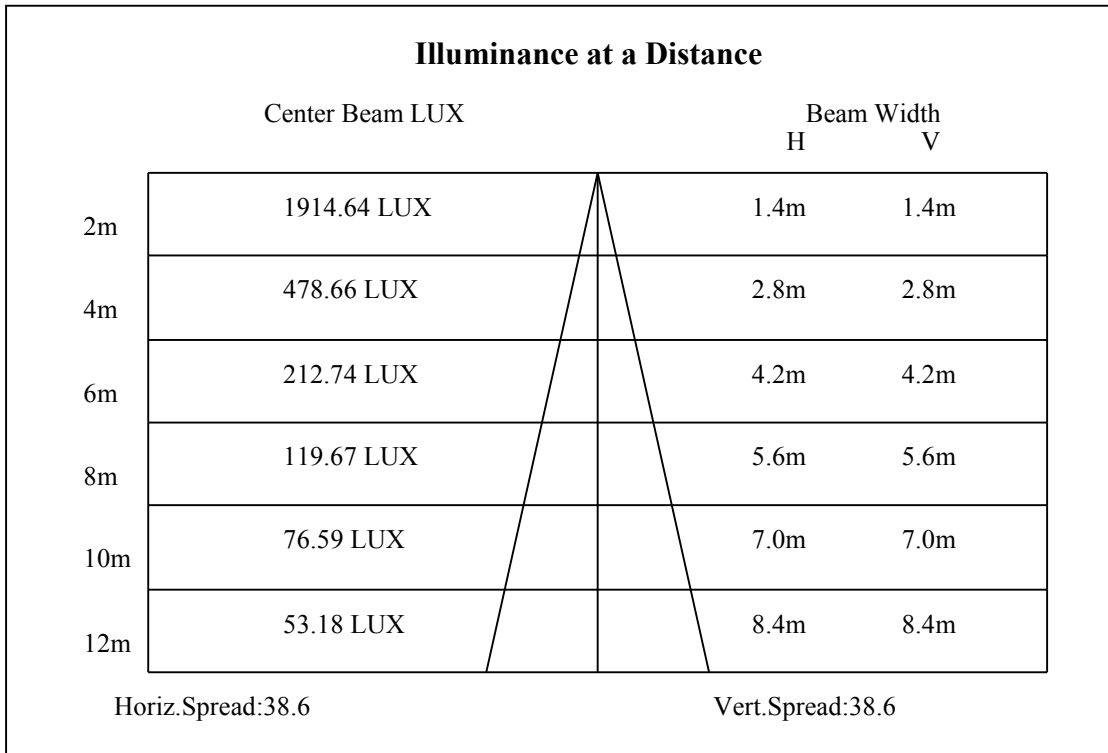 Illuminance at a Distance
Center Beam LUX Beam Width
H V
2m 1914.64 LUX 1.4m 1.4m
4m 478.66 LUX 2.8m 2.8m
6m 212.74 LUX 4.2m 4.2m
8m 119.67 LUX 5.6m 5.6m
10m 76.59 LUX 7.0m 7.0m
12m 53.18 LUX 8.4m 8.4m
Horiz.Spread:38.6 Vert.Spread:38.6